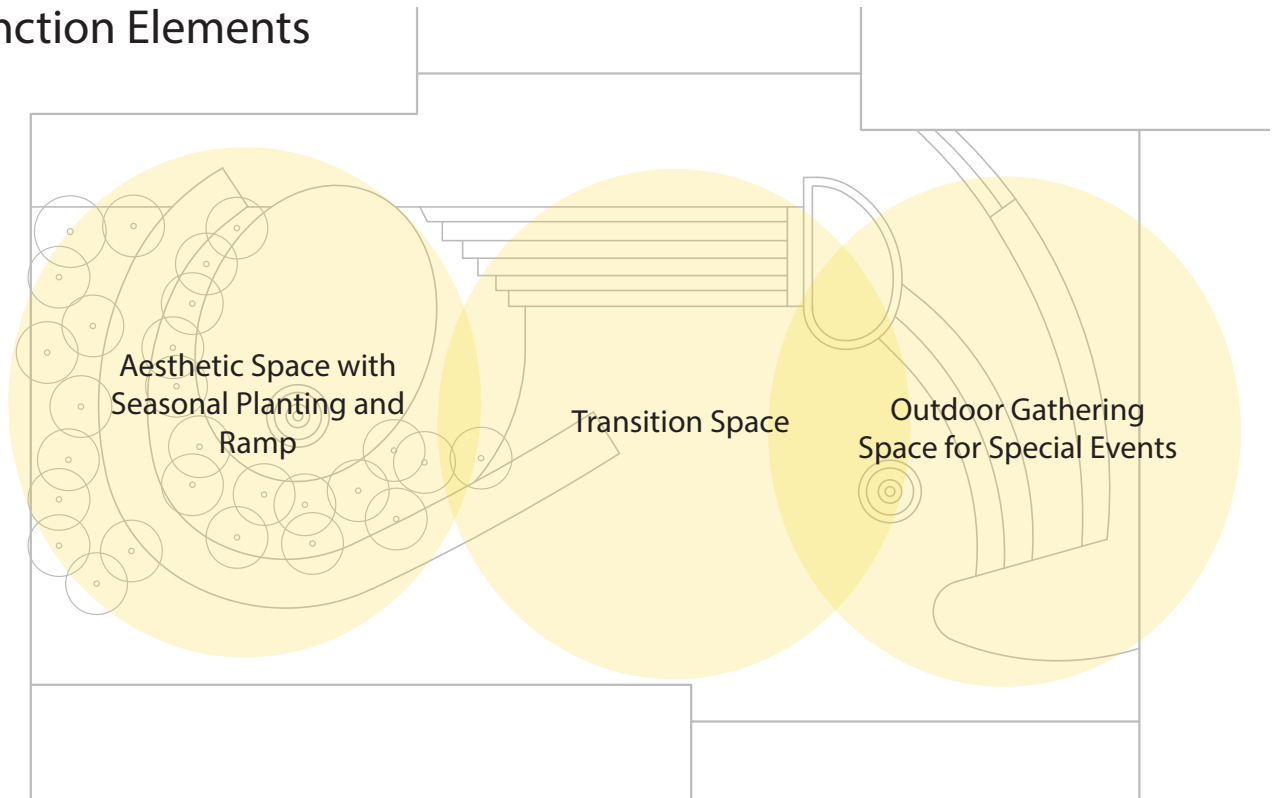 nction Elements
Aesthetic Space with
Seasonal Planting and
Ramp
Transition Space
Outdoor Gathering
Space for Special Events